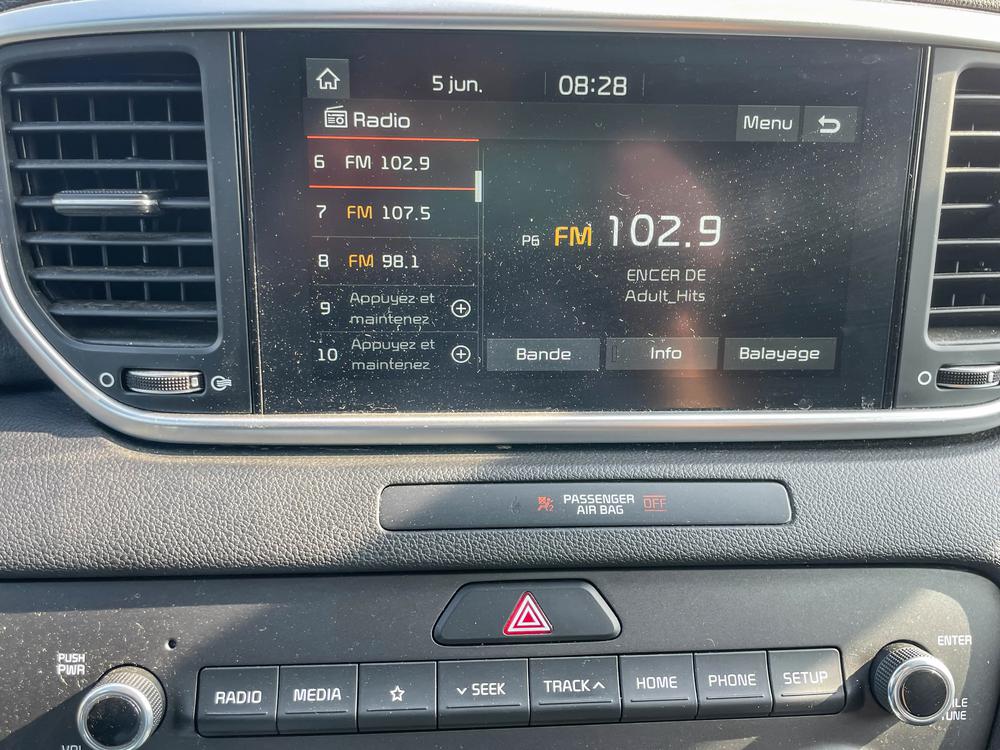 5 jun. 08:28
Radio Menu
6 FM 102.9
7 FM 107.5
8 FM 98.1
9 Appuyez et
maintenez
10 Appuyez et
maintenez
P6 FM 102.9
ENCER DE
Adult_Hits
Bande Info Balayage
PASSENGER
AIR BAG OFF
PUSH
PWR
ENTER
RADIO MEDIA SEEK TRACK HOME PHONE SETUP
TUNE